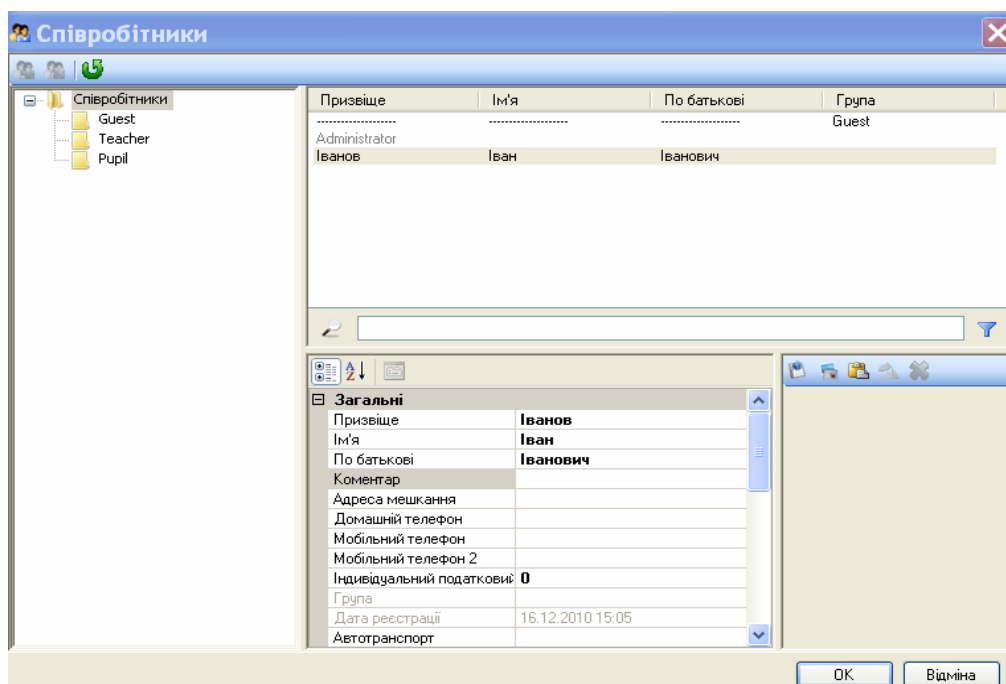 Співробітники
Співробітники
Guest
Teacher
Pupil
Призвіще Ім'я По батькові Група
-------------------- -------------------- -------------------- Guest
Administrator
Іванов Іван Іванович
Загальні
Призвіще Іванов
Ім'я Іван
По батькові Іванович
Коментар
Адреса мешкання
Домашній телефон
Мобільний телефон
Мобільний телефон 2
Індивідуальний податковий 0
Група
Дата реєстрації 16.12.2010 15:05
Автотранспорт
OK Відміна